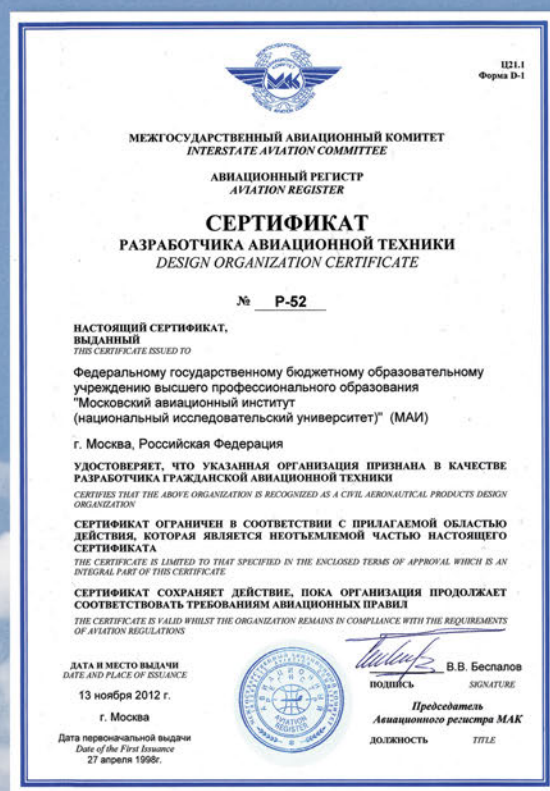 МЕЖГОСУДАРСТВЕННЫЙ
МАК
INTERSTATE AVIATION COMMITTEE
Ц21.1
Форма D-1
МЕЖГОСУДАРСТВЕННЫЙ АВИАЦИОННЫЙ КОМИТЕТ
INTERSTATE AVIATION COMMITTEE
АВИАЦИОННЫЙ РЕГИСТР
AVIATION REGISTER
СЕРТИФИКАТ
РАЗРАБОТЧИКА АВИАЦИОННОЙ ТЕХНИКИ
DESIGN ORGANIZATION CERTIFICATE
№ Р-52
НАСТОЯЩИЙ СЕРТИФИКАТ,
ВЫДАННЫЙ
THIS CERTIFICATE ISSUED TO
Федеральному государственному бюджетному образовательному
учреждению высшего профессионального образования
"Московский авиационный институт
(национальный исследовательский университет)" (МАИ)
г. Москва, Российская Федерация
УДОСТОВЕРЯЕТ, ЧТО УКАЗАННАЯ ОРГАНИЗАЦИЯ ПРИЗНАНА В КАЧЕСТВЕ
РАЗРАБОТЧИКА ГРАЖДАНСКОЙ АВИАЦИОННОЙ ТЕХНИКИ
CERTIFIES THAT THE ABOVE ORGANIZATION IS RECOGNIZED AS A CIVIL AERONAUTICAL PRODUCTS DESIGN
ORGANIZATION
СЕРТИФИКАТ ОГРАНИЧЕН В СООТВЕТСТВИИ С ПРИЛАГАЕМОЙ ОБЛАСТЬЮ
ДЕЙСТВИЯ, КОТОРАЯ ЯВЛЯЕТСЯ НЕОТЪЕМЛЕМОЙ ЧАСТЬЮ НАСТОЯЩЕГО
СЕРТИФИКАТА
THE CERTIFICATE IS LIMITED TO THAT SPECIFIED IN THE ENCLOSED TERMS OF APPROVAL WHICH IS AN
INTEGRAL PART OF THIS CERTIFICATE
СЕРТИФИКАТ СОХРАНЯЕТ ДЕЙСТВИЕ, ПОКА ОРГАНИЗАЦИЯ ПРОДОЛЖАЕТ
СООТВЕТСТВОВАТЬ ТРЕБОВАНИЯМ АВИАЦИОННЫХ ПРАВИЛ
THE CERTIFICATE IS VALID WHILST THE ORGANIZATION REMAINS IN COMPLIANCE WITH THE REQUIREMENTS
OF AVIATION REGULATIONS
ДАТА И МЕСТО ВЫДАЧИ
DATE AND PLACE OF ISSUANCE
13 ноября 2012 г.
г. Москва
Дата первоначальной выдачи
Date of the First Issuance
27 апреля 1998г.
AVIATION
REGISTER
В.В. Беспалов
ПОДПИСЬ SIGNATURE
Председатель
Авиационного регистра МАК
ДОЛЖНОСТЬ TITLE